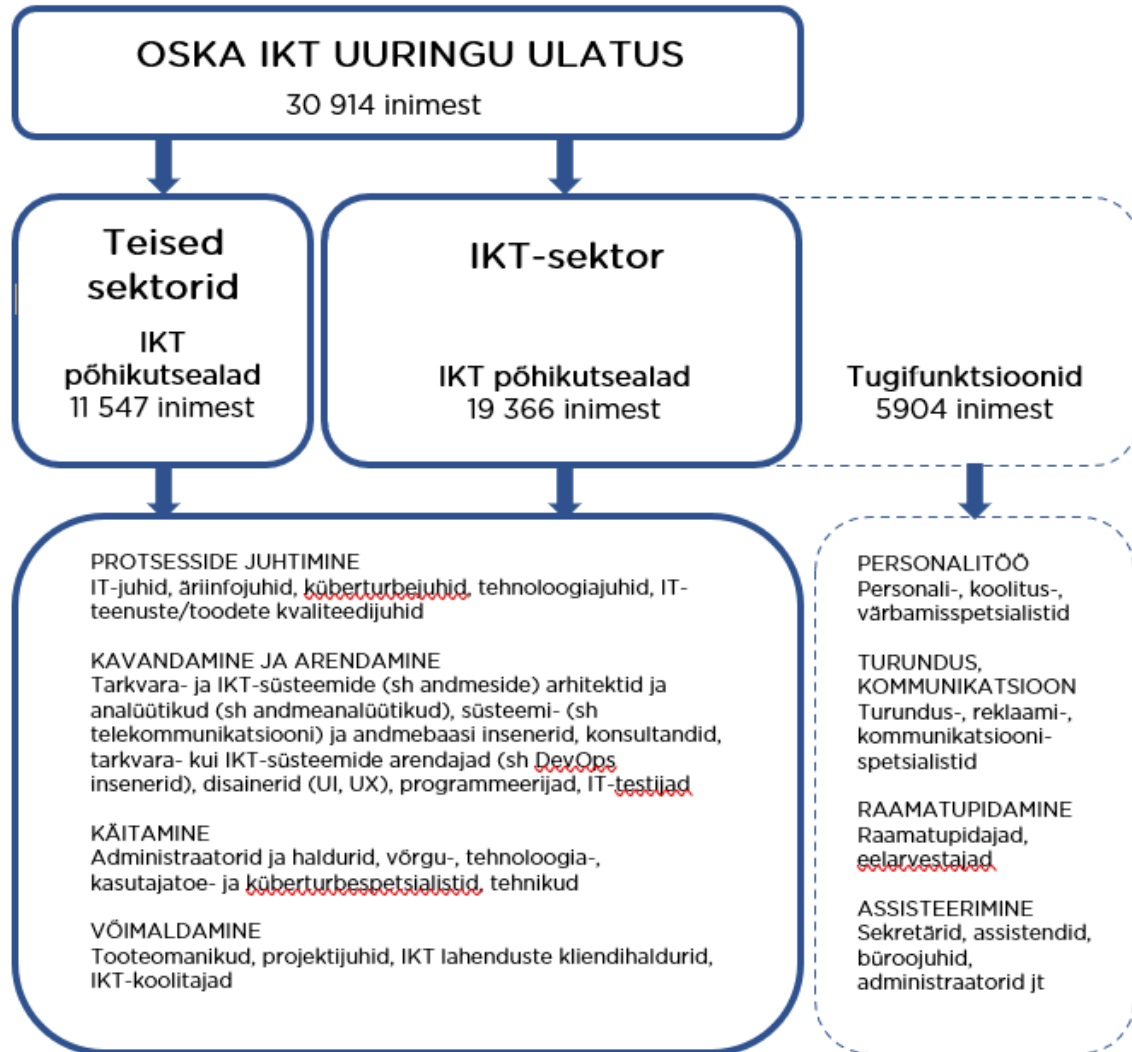 OSKA IKT UURINGU ULATUS
30 914 inimest
Teised
sektorid
IKT
põhikutsealad
11 547 inimest
IKT-sektor
IKT põhikutsealad
19 366 inimest
Tugifunktsioonid
5904 inimest
PROTSESSIDE JUHTIMINE
IT-juhid, äriinfojuhid, küberturbejuhid, tehnoloogiajuhid, IT-
teenuste/toodete kvaliteedijuhid
KAVANDAMINE JA ARENDAMINE
Tarkvara- ja IKT-süsteemide (sh andmeside) arhitektid ja
analüütikud (sh andmeanalüütikud), süsteemi- (sh
telekommunikatsiooni) ja andmebaasi insenerid, konsultandid,
tarkvara- kui IKT-süsteemide arendajad (sh DevOps
insenerid), disainerid (UI, UX), programmeerijad, IT-testijad
KÄITAMINE
Administraatorid ja haldurid, võrgu-, tehnoloogia-,
kasutajatoe- ja küberturbespetsialistid, tehnikud
VÕIMALDAMINE
Tooteomanikud, projektijuhid, IKT lahenduste kliendihaldurid,
IKT-koolitajad
PERSONALITÖÖ
Personali-, koolitus-,
värbamisspetsialistid
TURUNDUS,
KOMMUNIKATSIOON
Turundus-, reklaami-,
kommunikatsiooni-
spetsialistid
RAAMATUPIDAMINE
Raamatupidajad,
eelarvestajad
ASSISTEERIMINE
Sekretärid, assistendid,
büroojuhid,
administraatorid jt